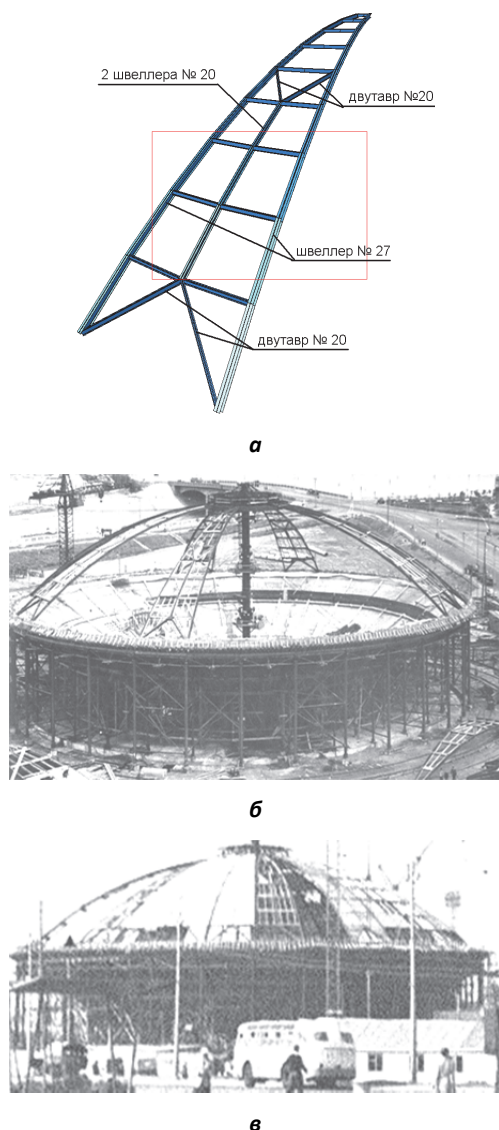 2 швеллера № 20
двутавр №20
швеллер № 27
двутавр № 20
а
б
в